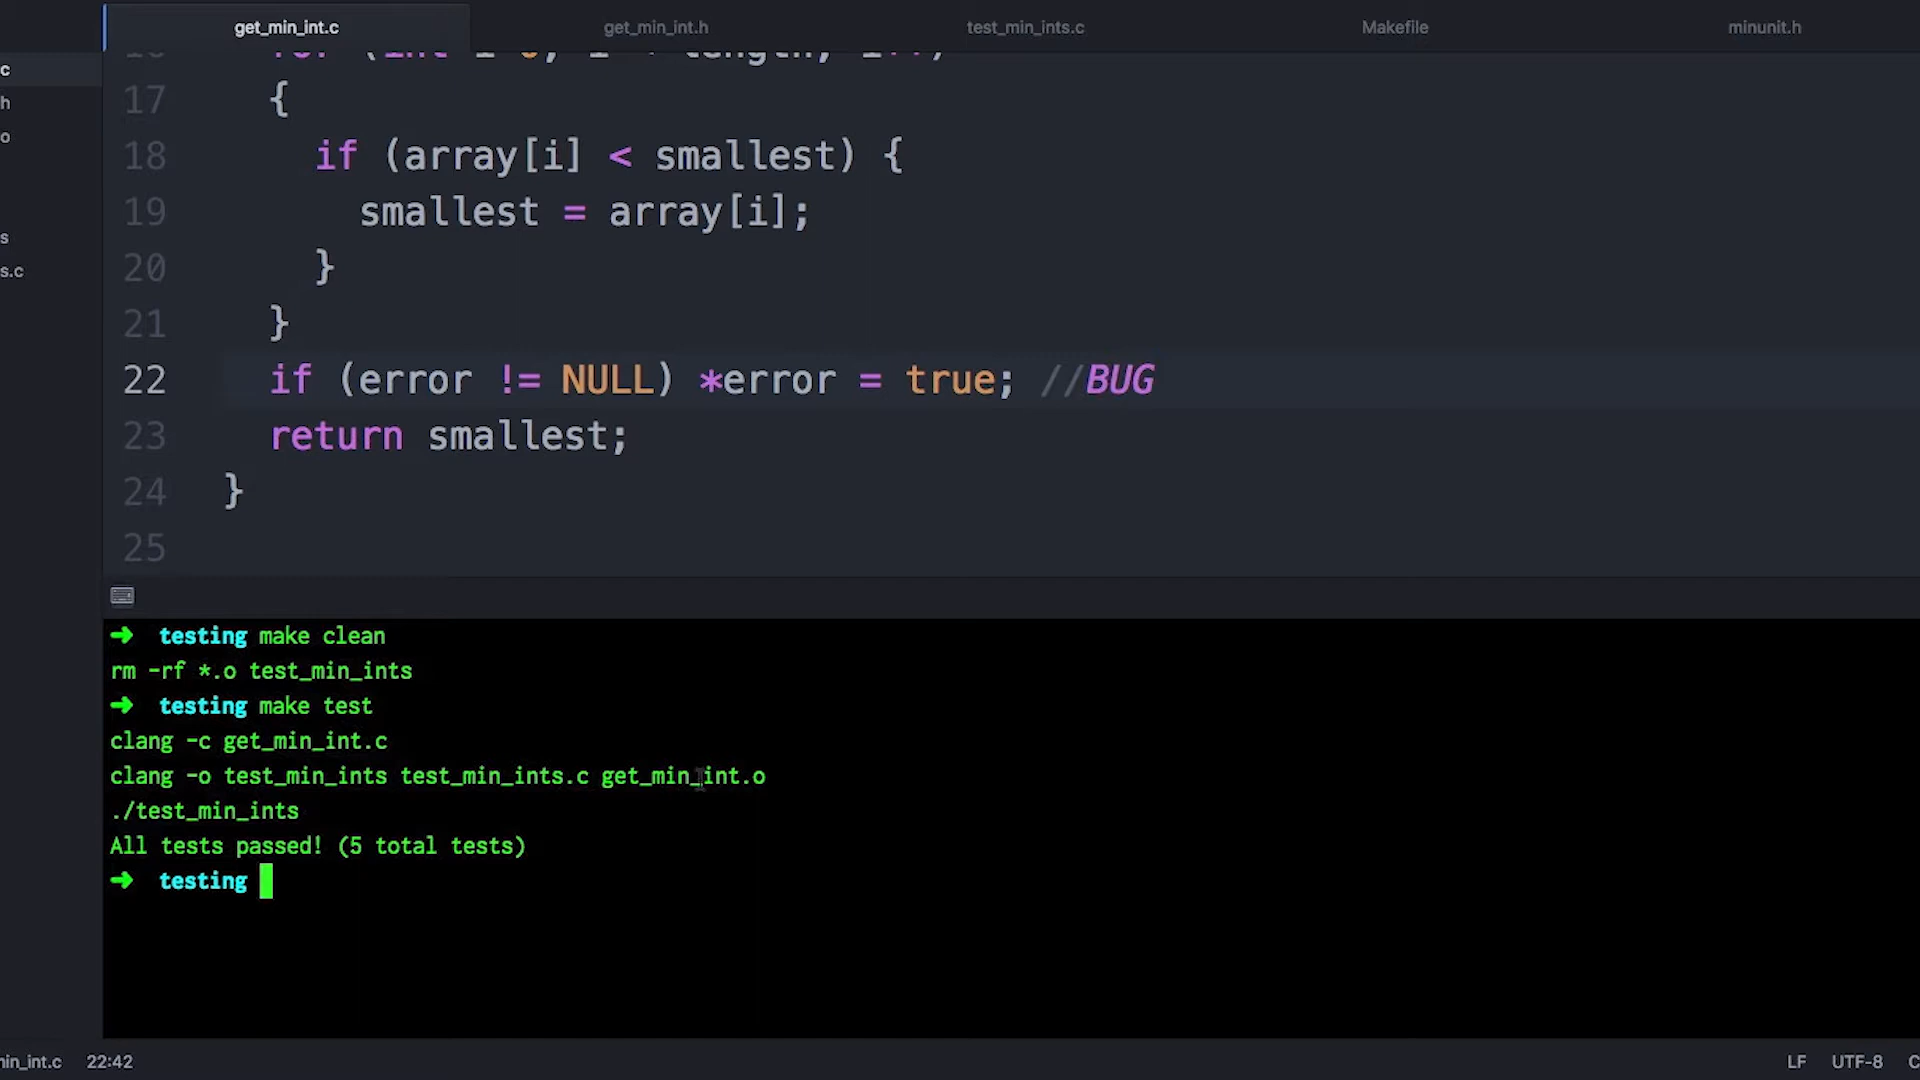 get_min_int.c get_min_int.h test_min_ints.c Makefile minunit.h
c
h
o
s
s.c
17 {
18 if (array[i] < smallest) {
19 smallest = array[i];
20 }
21 }
22 if (error != NULL) *error = true; //BUG
23 return smallest;
24 }
25
➜ testing make clean
rm -rf *.o test_min_ints
➜ testing make test
clang -c get_min_int.c
clang -o test_min_ints test_min_ints.c get_min_int.o
./test_min_ints
All tests passed! (5 total tests)
➜ testing
min_int.c 22:42 LF UTF-8 C